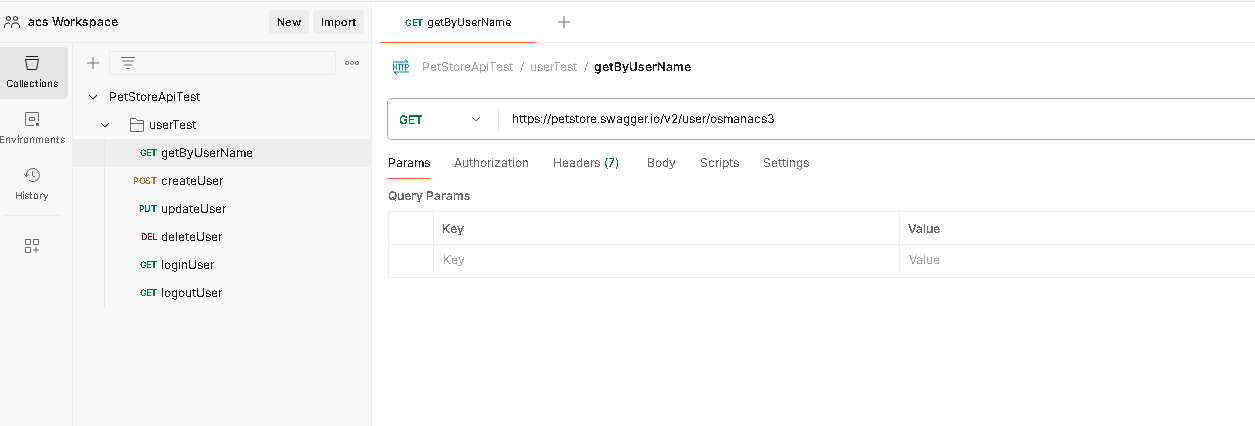 acs Workspace New Import
Collections
Environments
History
PetStoreApiTest
userTest
GET getByUserName
POST createUser
PUT updateUser
DEL deleteUser
GET loginUser
GET logoutUser
GET getByUserName
HTTP PetStoreApiTest / userTest / getByUserName
GET https://petstore.swagger.io/v2/user/osmanacs3
Params Authorization Headers (7) Body Scripts Settings
Query Params
Key Value
Key Value